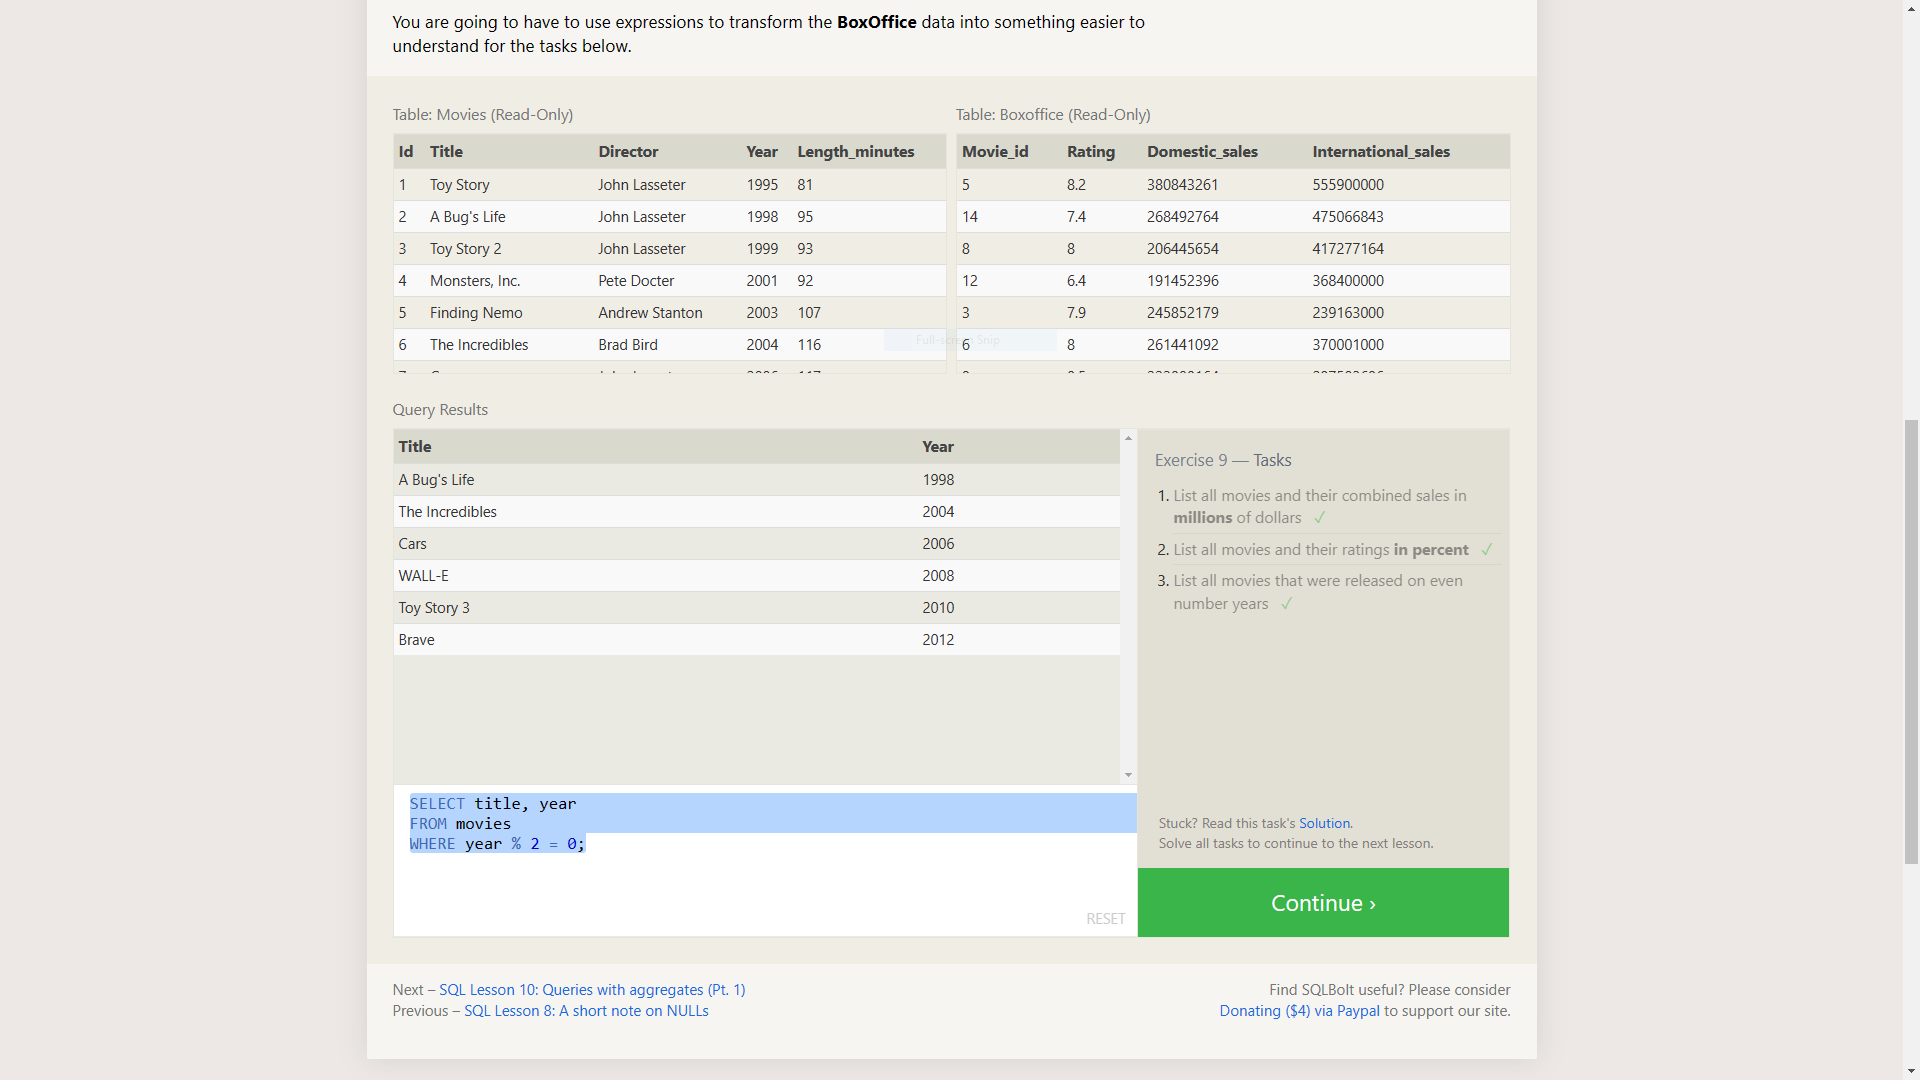 You are going to have to use expressions to transform the BoxOffice data into something easier to
understand for the tasks below.
Table: Movies (Read-Only)
Id Title Director Year Length_minutes
1 Toy Story John Lasseter 1995 81
2 A Bug's Life John Lasseter 1998 95
3 Toy Story 2 John Lasseter 1999 93
4 Monsters, Inc. Pete Docter 2001 92
5 Finding Nemo Andrew Stanton 2003 107
6 The Incredibles Brad Bird 2004 116
Table: Boxoffice (Read-Only)
Movie_id Rating Domestic_sales International_sales
5 8.2 380843261 555900000
14 7.4 268492764 475066843
8 8 206445654 417277164
12 6.4 191452396 368400000
3 7.9 245852179 239163000
6 8 261441092 370001000
Full-screen Snip
Query Results
Title Year
A Bug's Life 1998
The Incredibles 2004
Cars 2006
WALL-E 2008
Toy Story 3 2010
Brave 2012
SELECT title, year
FROM movies
WHERE year % 2 = 0;
RESET
Exercise 9 — Tasks
1. List all movies and their combined sales in
millions of dollars ✓
2. List all movies and their ratings in percent ✓
3. List all movies that were released on even
number years ✓
Stuck? Read this task's Solution.
Solve all tasks to continue to the next lesson.
Continue ›
Next – SQL Lesson 10: Queries with aggregates (Pt. 1)
Previous – SQL Lesson 8: A short note on NULLs
Find SQLBolt useful? Please consider
Donating ($4) via Paypal to support our site.